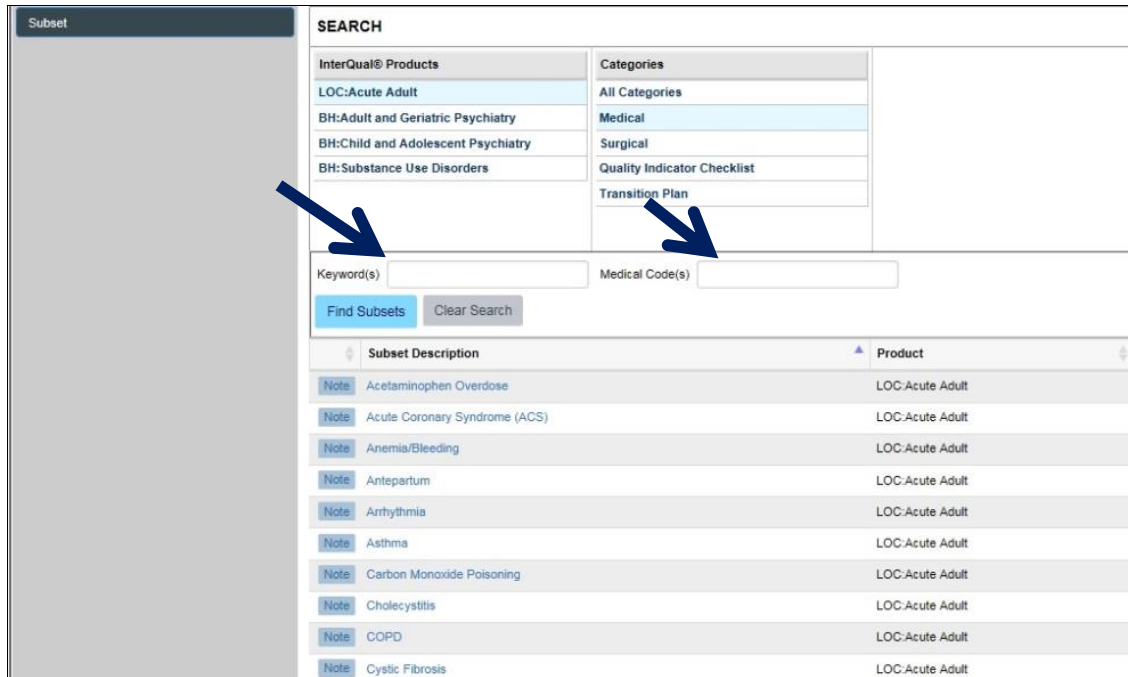 Subset
SEARCH
InterQual® Products
Categories
LOC:Acute Adult
All Categories
BH:Adult and Geriatric Psychiatry
Medical
BH:Child and Adolescent Psychiatry
Surgical
BH:Substance Use Disorders
Quality Indicator Checklist
Transition Plan
Keyword(s)
Medical Code(s)
Find Subsets
Clear Search
Subset Description
Product
Note Acetaminophen Overdose LOC:Acute Adult
Note Acute Coronary Syndrome (ACS) LOC:Acute Adult
Note Anemia/Bleeding LOC:Acute Adult
Note Antepartum LOC:Acute Adult
Note Arrhythmia LOC:Acute Adult
Note Asthma LOC:Acute Adult
Note Carbon Monoxide Poisoning LOC:Acute Adult
Note Cholecystitis LOC:Acute Adult
Note COPD LOC:Acute Adult
Note Cystic Fibrosis LOC:Acute Adult